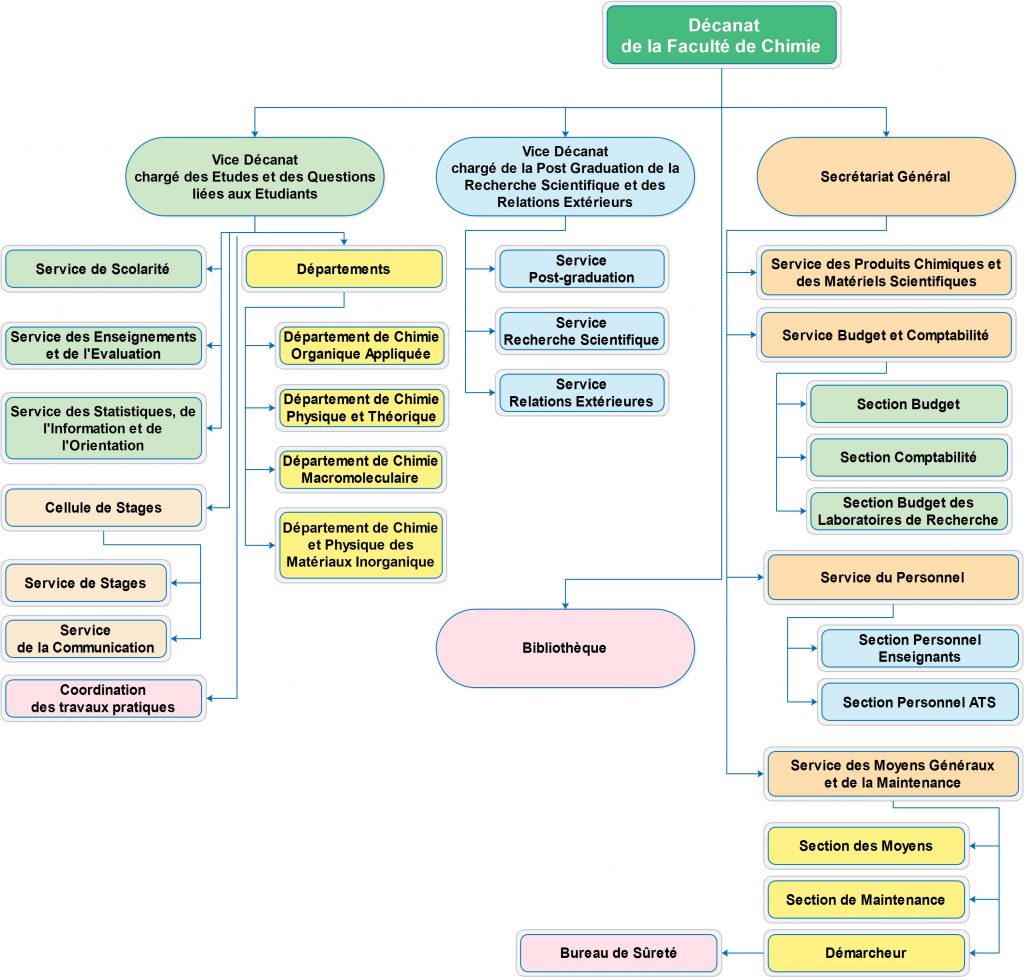 Décanat
de la Faculté de Chimie
Vice Décanat
chargé des Etudes et des Questions
liées aux Etudiants
Vice Décanat
chargé de la Post Graduation de la
Recherche Scientifique et des
Relations Extérieurs
Secrétariat Général
Service de Scolarité
Service des Enseignements
et de l'Evaluation
Service des Statistiques, de
l'Information et de
l'Orientation
Cellule de Stages
Service de Stages
Service
de la Communication
Coordination
des travaux pratiques
Départements
Département de Chimie
Organique Appliquée
Département de Chimie
Physique et Théorique
Département de Chimie
Macromoleculaire
Département de Chimie
et Physique des
Matériaux Inorganique
Service
Post-graduation
Service
Recherche Scientifique
Service
Relations Extérieures
Bibliothèque
Service des Produits Chimiques et
des Matériels Scientifiques
Service Budget et Comptabilité
Section Budget
Section Comptabilité
Section Budget des
Laboratoires de Recherche
Service du Personnel
Section Personnel
Enseignants
Section Personnel ATS
Service des Moyens Généraux
et de la Maintenance
Section des Moyens
Section de Maintenance
Démarcheur
Bureau de Sûreté